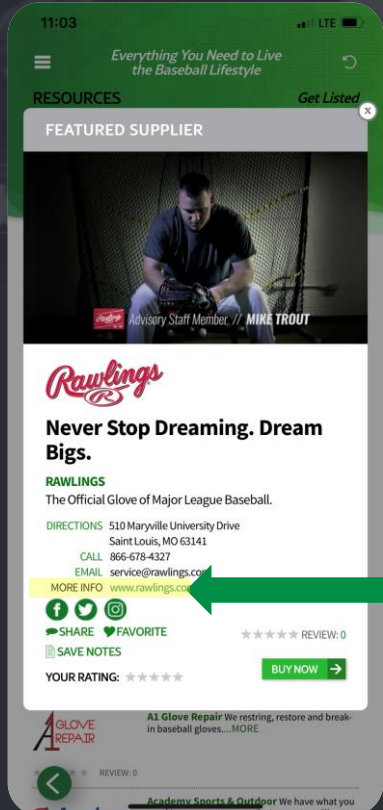 11:03
LTE
Everything You Need to Live
the Baseball Lifestyle
RESOURCES
Get Listed
x
FEATURED SUPPLIER
Rawlings
Advisory Staff Member // MIKE TROUT
Rawlings
R
Never Stop Dreaming. Dream
Bigs.
RAWLINGS
The Official Glove of Major League Baseball.
DIRECTIONS 510 Maryville University Drive
Saint Louis, MO 63141
CALL 866-678-4327
EMAIL service@rawlings.com
MORE INFO www.rawlings.co
SHARE FAVORITE
REVIEW: 0
SAVE NOTES
YOUR RATING:
BUY NOW
A GLOVE
REPAIR
A1 Glove Repair We restring, restore and break-
in baseball gloves....MORE
REVIEW: 0
Academy Sports & Outdoor We have what you